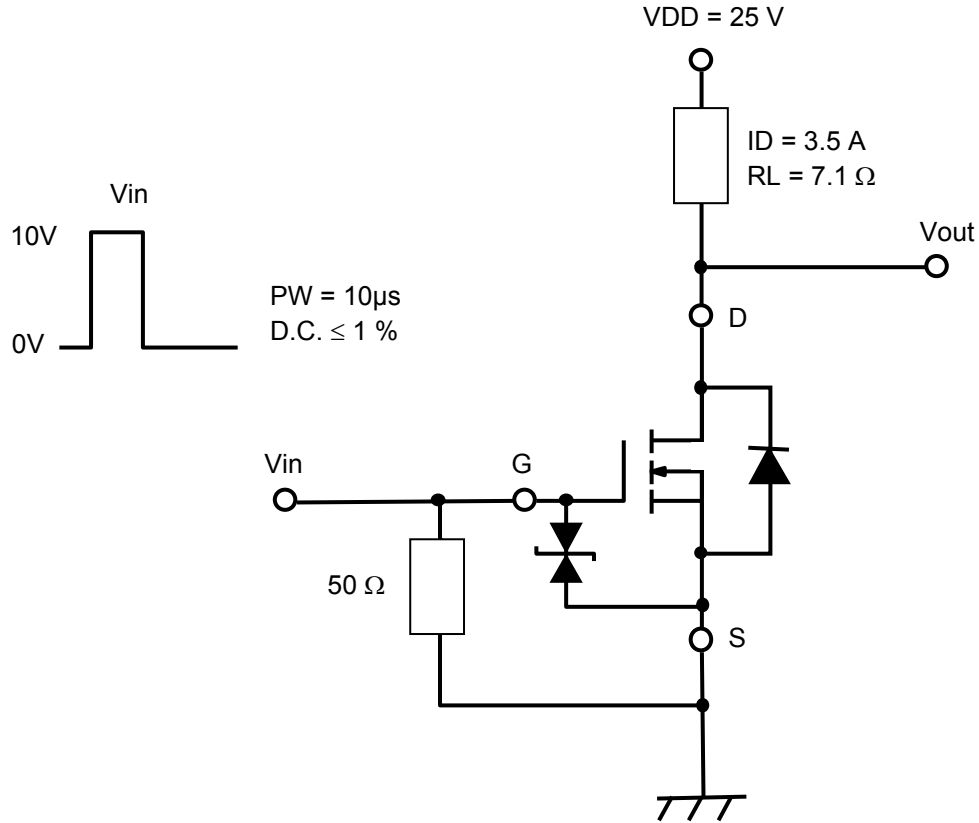 VDD = 25 V
ID = 3.5 A
RL = 7.1 Ω
Vin
10V
Vout
PW = 10µs
D.C. ≤ 1 %
0V
D
Vin
G
50 Ω
S